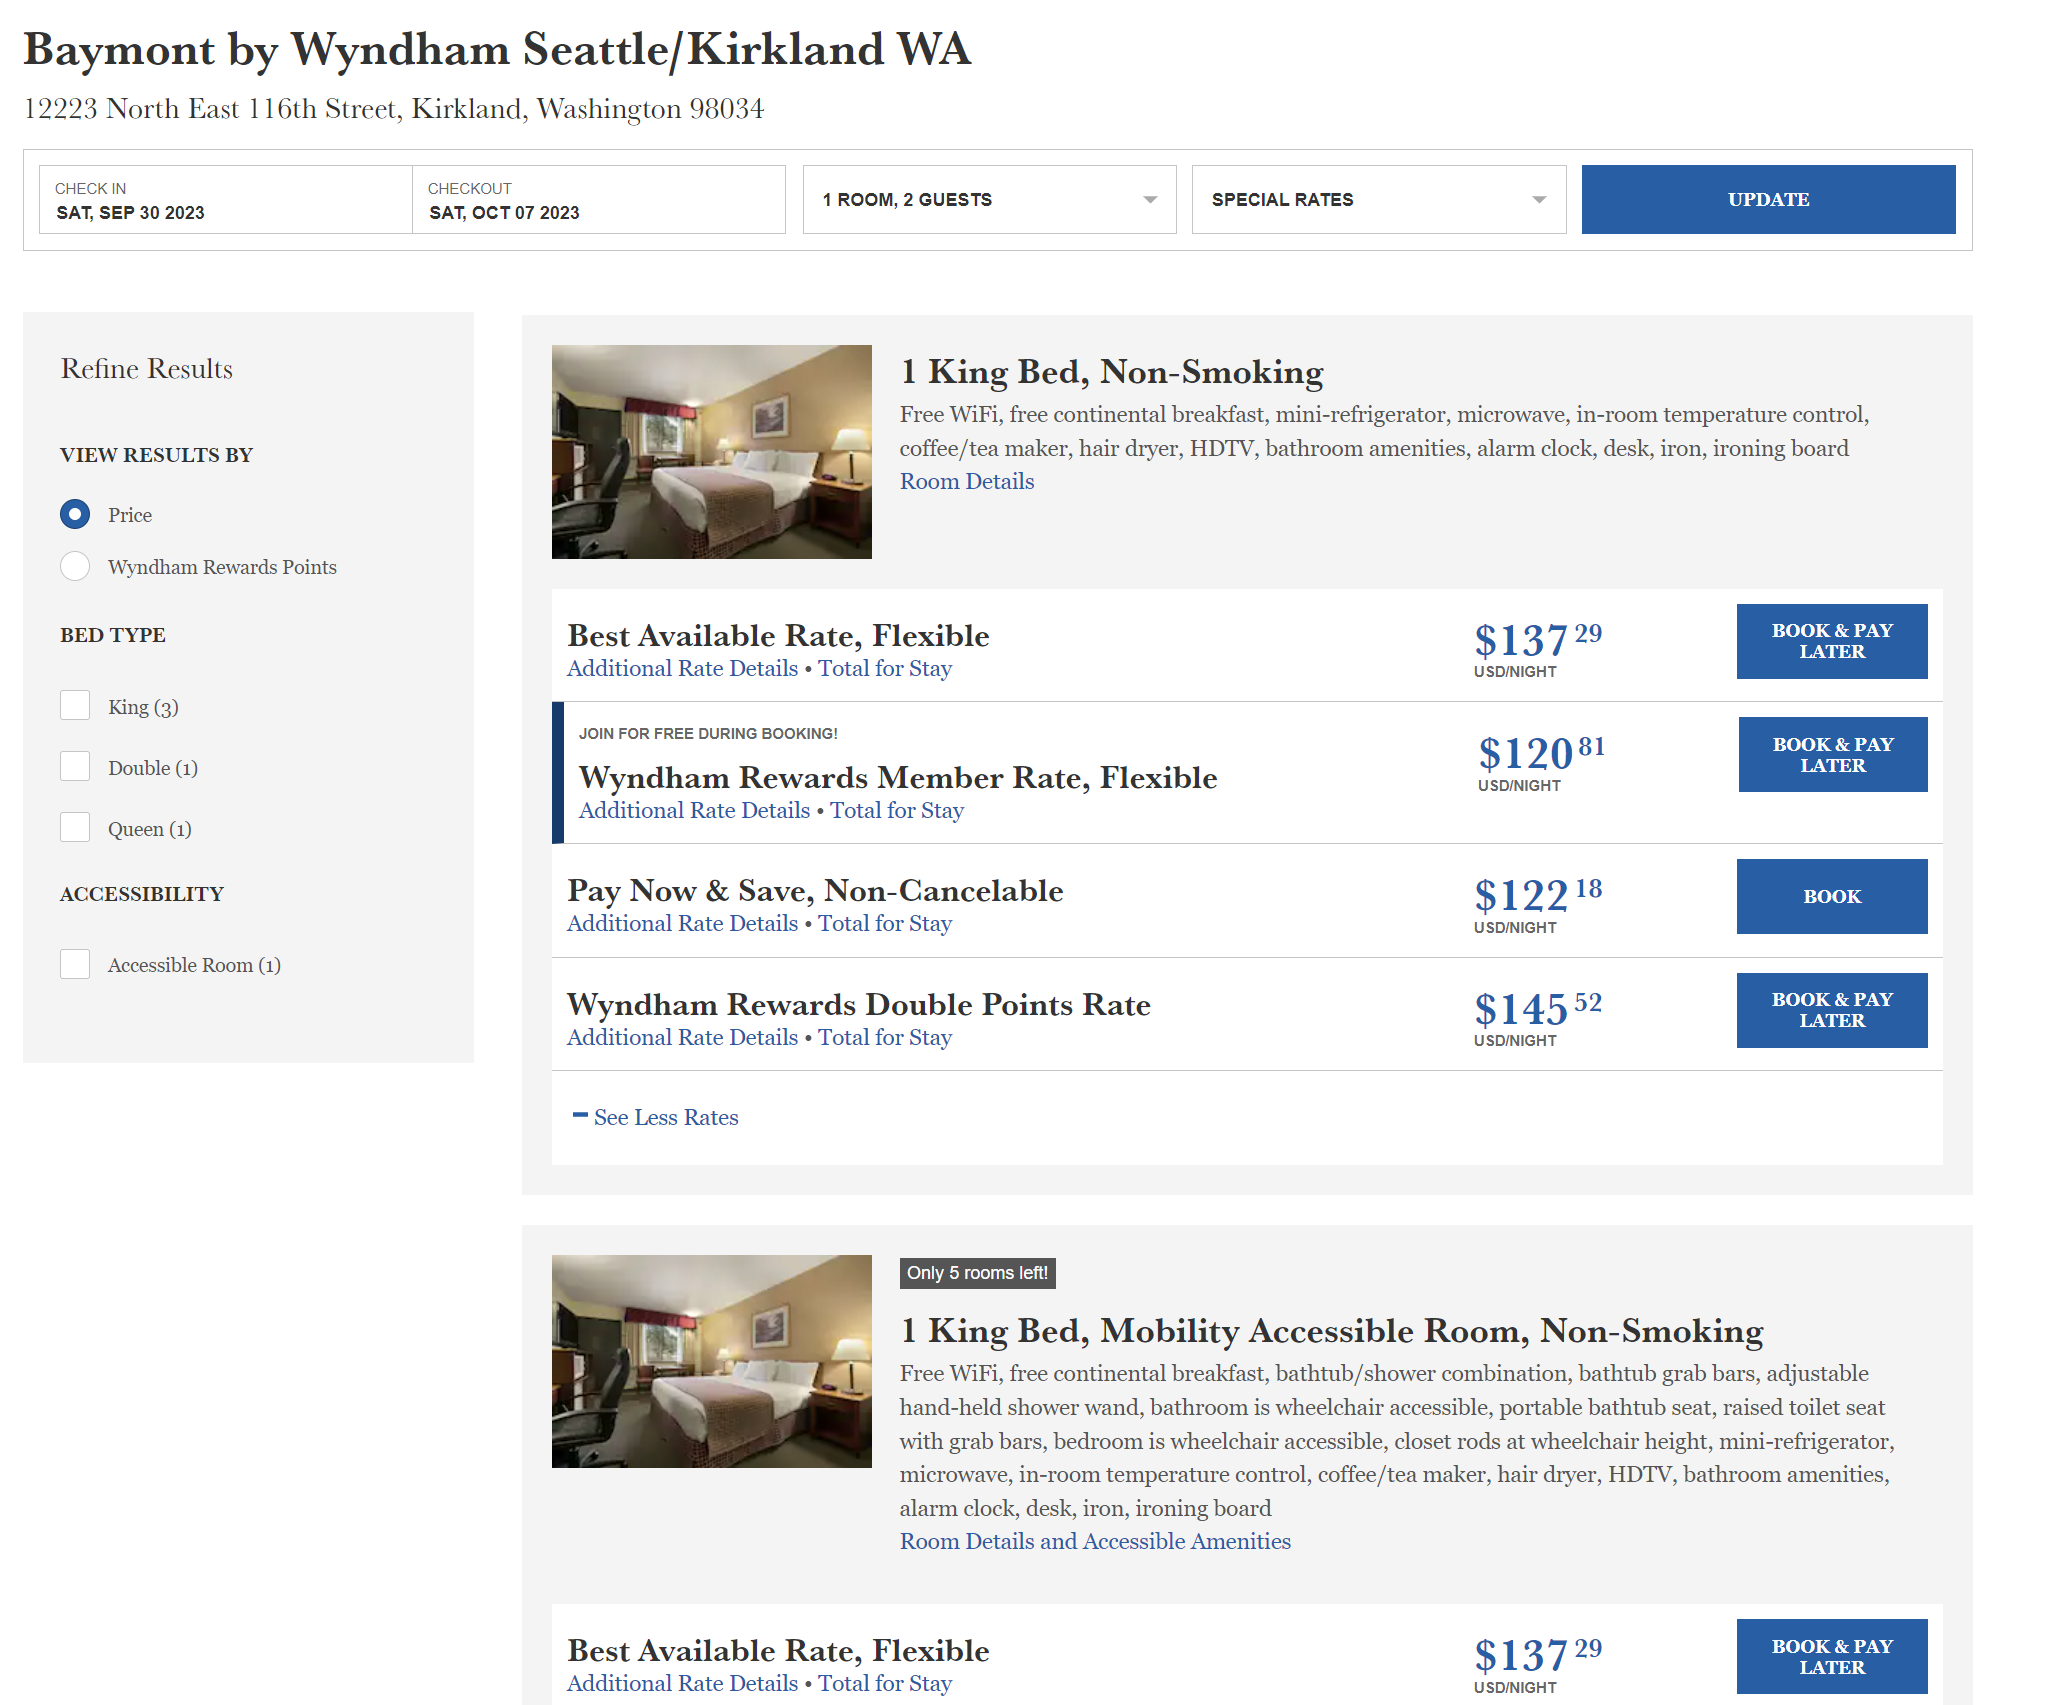 Baymont by Wyndham Seattle/Kirkland WA
12223 North East 116th Street, Kirkland, Washington 98034
CHECK IN
SAT, SEP 30 2023
CHECKOUT
SAT, OCT 07 2023
1 ROOM, 2 GUESTS
SPECIAL RATES
UPDATE
Refine Results
VIEW RESULTS BY
Price
Wyndham Rewards Points
BED TYPE
King (3)
Double (1)
Queen (1)
ACCESSIBILITY
Accessible Room (1)
1 King Bed, Non-Smoking
Free WiFi, free continental breakfast, mini-refrigerator, microwave, in-room temperature control,
coffee/tea maker, hair dryer, HDTV, bathroom amenities, alarm clock, desk, iron, ironing board
Room Details
Best Available Rate, Flexible
Additional Rate Details • Total for Stay
$137 29
USD/NIGHT
BOOK & PAY
LATER
JOIN FOR FREE DURING BOOKING!
Wyndham Rewards Member Rate, Flexible
Additional Rate Details • Total for Stay
$120 81
USD/NIGHT
BOOK & PAY
LATER
Pay Now & Save, Non-Cancelable
Additional Rate Details • Total for Stay
$122 18
USD/NIGHT
BOOK
Wyndham Rewards Double Points Rate
Additional Rate Details • Total for Stay
$145 52
USD/NIGHT
BOOK & PAY
LATER
See Less Rates
Only 5 rooms left!
1 King Bed, Mobility Accessible Room, Non-Smoking
Free WiFi, free continental breakfast, bathtub/shower combination, bathtub grab bars, adjustable
hand-held shower wand, bathroom is wheelchair accessible, portable bathtub seat, raised toilet seat
with grab bars, bedroom is wheelchair accessible, closet rods at wheelchair height, mini-refrigerator,
microwave, in-room temperature control, coffee/tea maker, hair dryer, HDTV, bathroom amenities,
alarm clock, desk, iron, ironing board
Room Details and Accessible Amenities
Best Available Rate, Flexible
Additional Rate Details • Total for Stay
$137 29
USD/NIGHT
BOOK & PAY
LATER